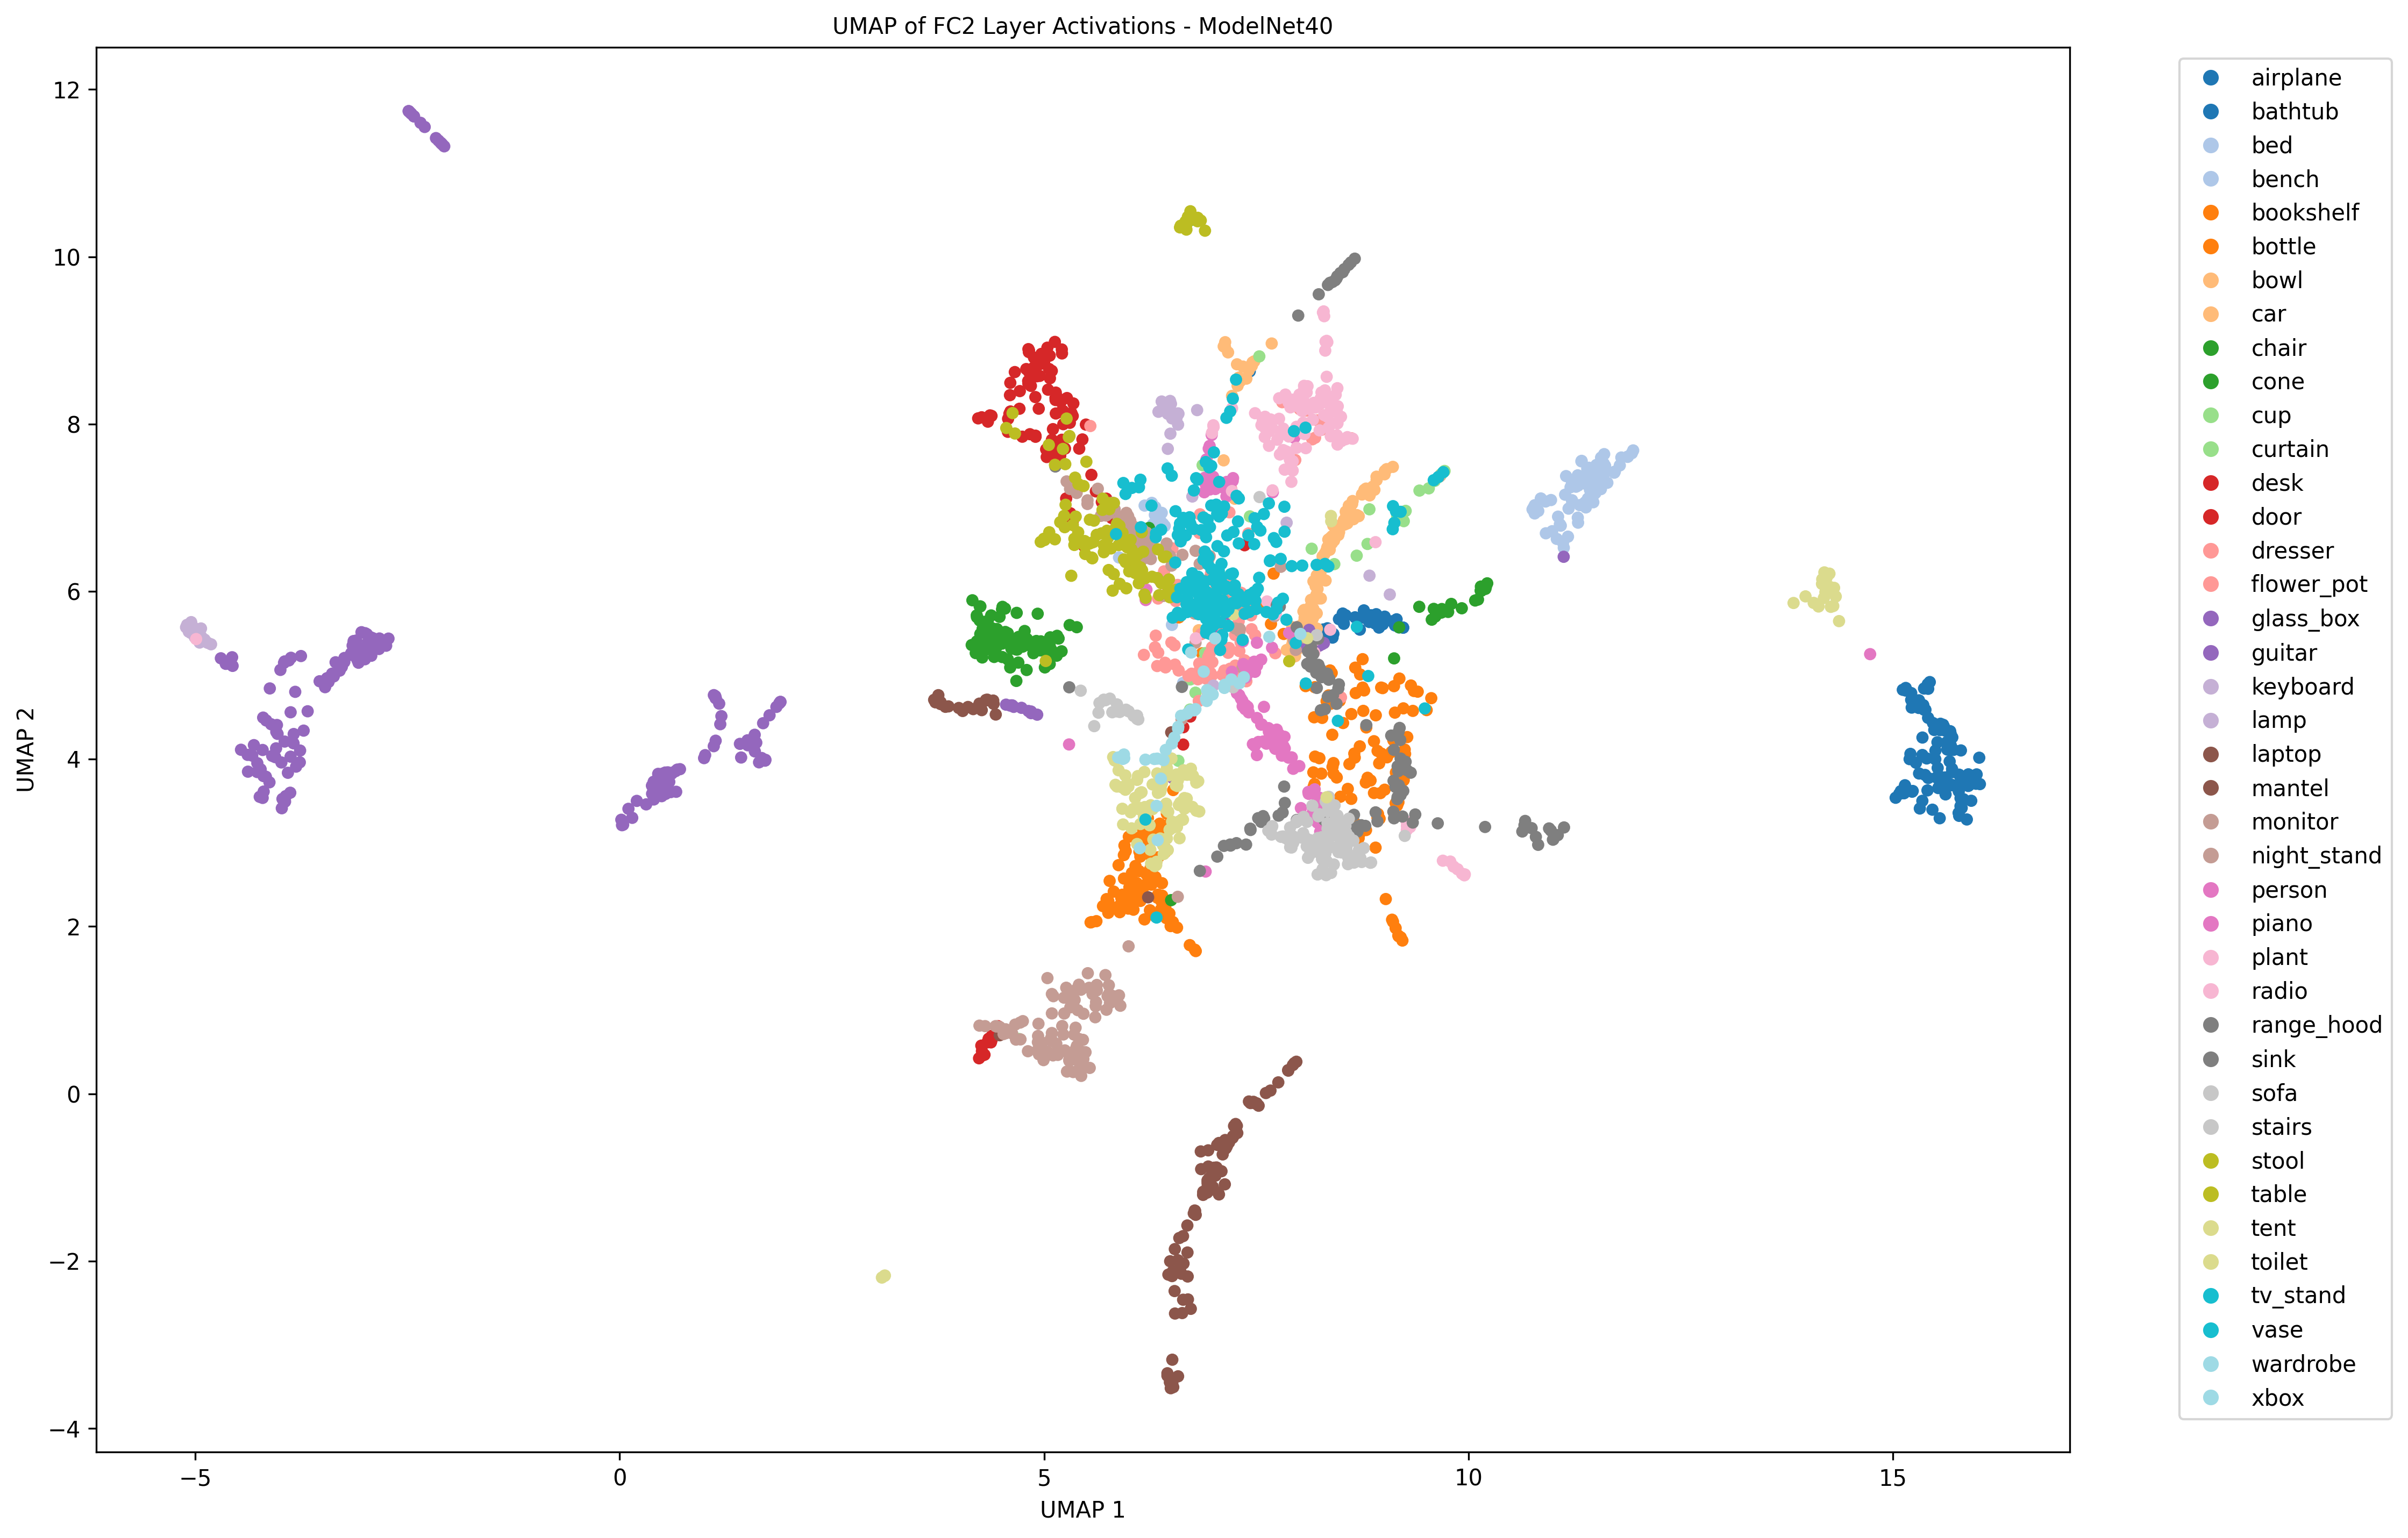 UMAP of FC2 Layer Activations - ModelNet40
12
10
8
6
4
2
0
−2
−4
UMAP 2
−5
0
5
10
15
UMAP 1
airplane
bathtub
bed
bench
bookshelf
bottle
bowl
car
chair
cone
cup
curtain
desk
door
dresser
flower_pot
glass_box
guitar
keyboard
lamp
laptop
mantel
monitor
night_stand
person
piano
plant
radio
range_hood
sink
sofa
stairs
stool
table
tent
toilet
tv_stand
vase
wardrobe
xbox